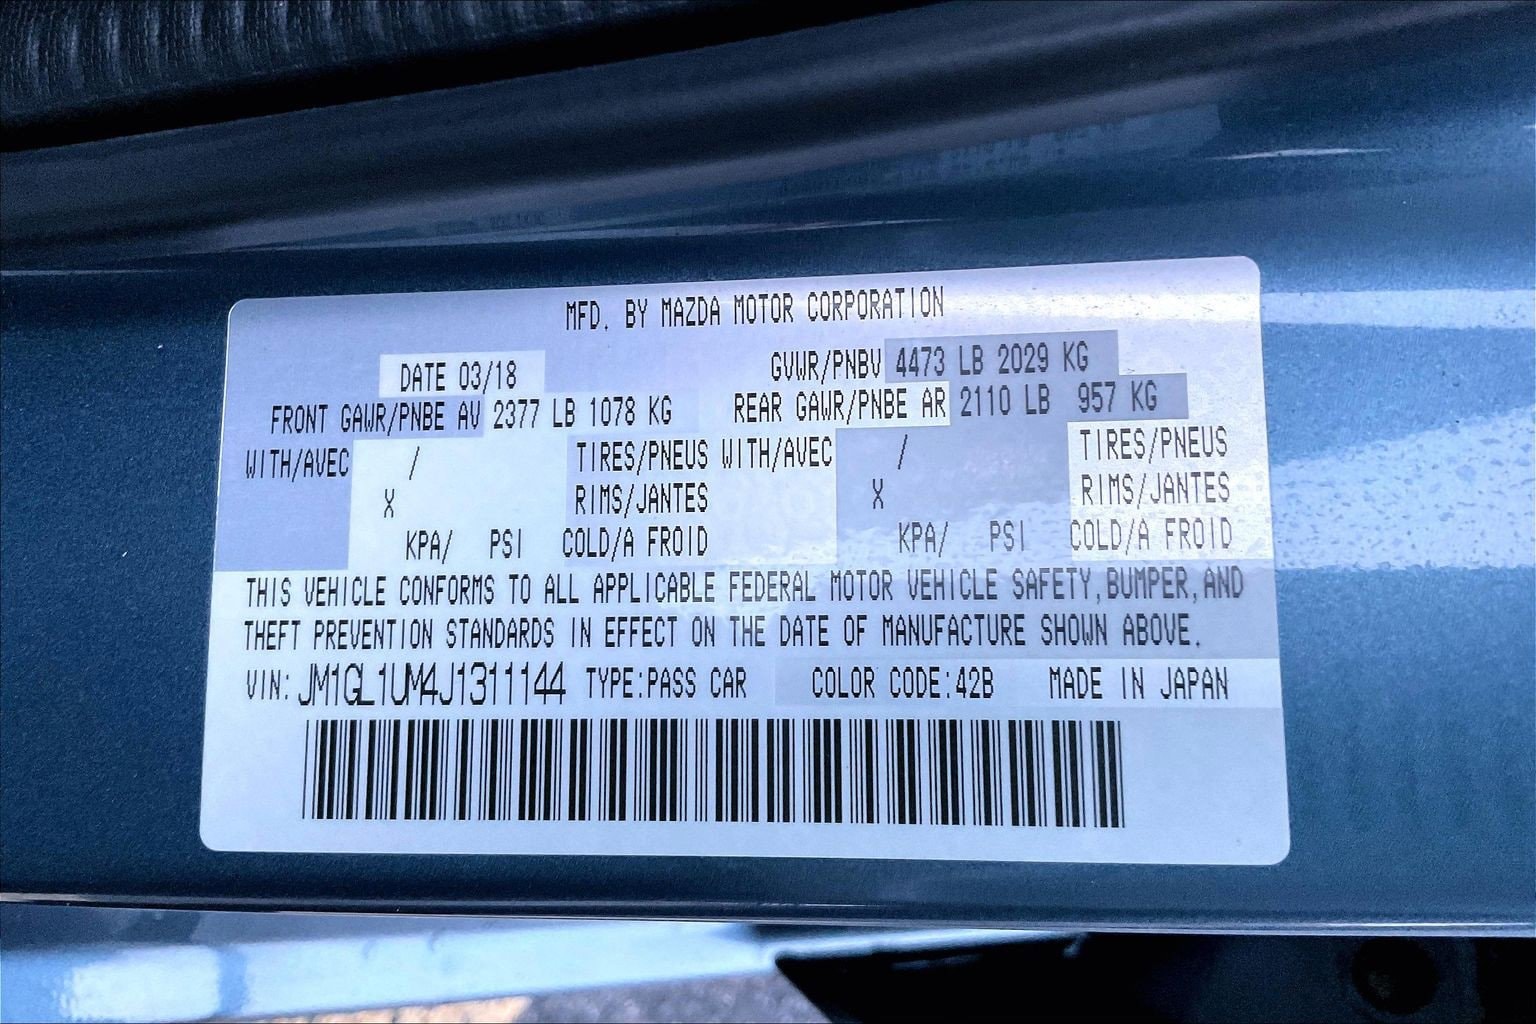 MFD. BY MAZDA MOTOR CORPORATION
DATE 03/18 GVWR/PNBV 4473 LB 2029 KG
FRONT GAWR/PNBE AV 2377 LB 1078 KG REAR GAWR/PNBE AR 2110 LB 957 KG
WITH/AVEC / TIRES/PNEUS WITH/AVEC / TIRES/PNEUS
X RIMS/JANTES X RIMS/JANTES
KPA/ PSI COLD/A FROID KPA/ PSI COLD/A FROID
THIS VEHICLE CONFORMS TO ALL APPLICABLE FEDERAL MOTOR VEHICLE SAFETY, BUMPER, AND
THEFT PREVENTION STANDARDS IN EFFECT ON THE DATE OF MANUFACTURE SHOWN ABOVE.
VIN: JM1GL1UM4J1311144 TYPE:PASS CAR COLOR CODE:42B MADE IN JAPAN